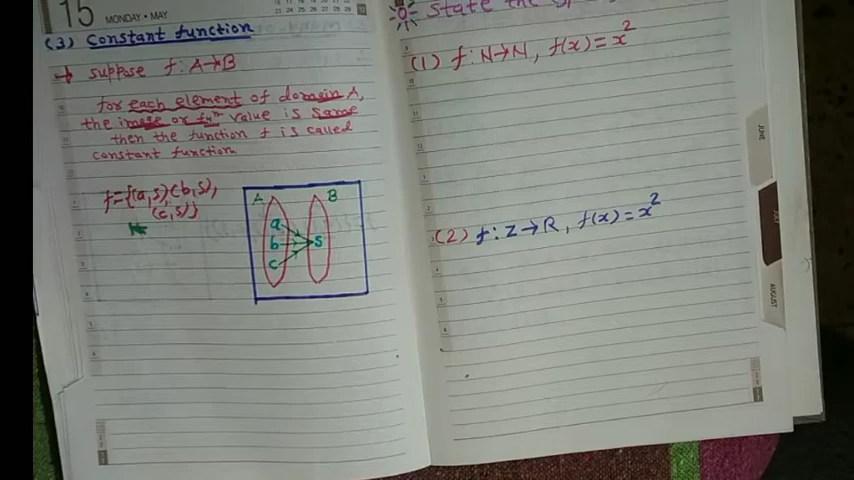 15 MONDAY • MAY
(3) Constant function
→ suppose f: A→B
for each element of domain A,
the image or funⁿ value is same
then the function f is called
constant function
f={(a,s)(b,s),
(c,s)}
A B
a
b s
c
State the
(1) f: N→N, f(x)=x²
(2) f: Z→R, f(x)=x²
JUNE
JULY
AUGUST